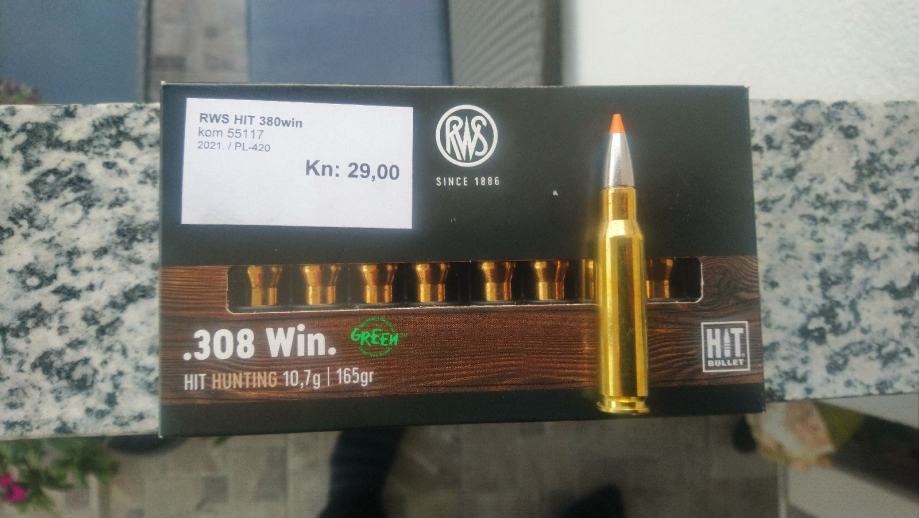 RWS HIT 380win
kom 55117
2021. / PL-420
Kn: 29,00
RWS
SINCE 1886
.308 Win.
GREEN
HIT HUNTING 10,7g | 165gr
HIT
BULLET